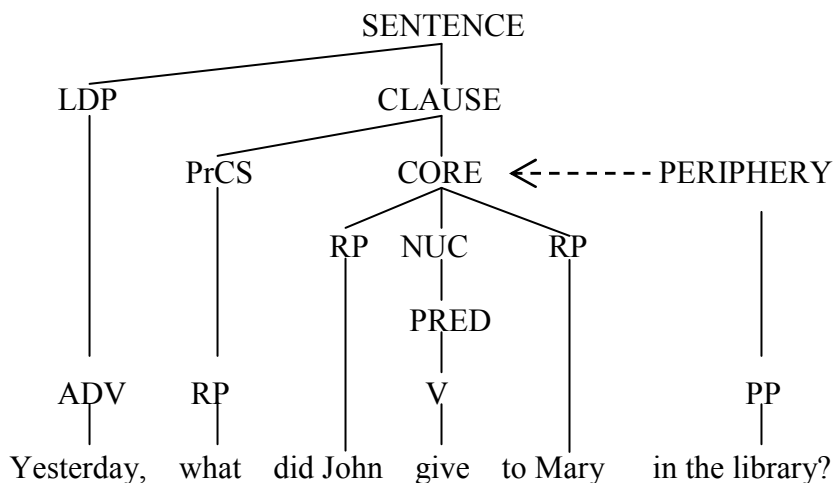 SENTENCE
LDP CLAUSE
PrCS CORE PERIPHERY
RP NUC RP
PRED
ADV RP V PP
Yesterday, what did John give to Mary in the library?